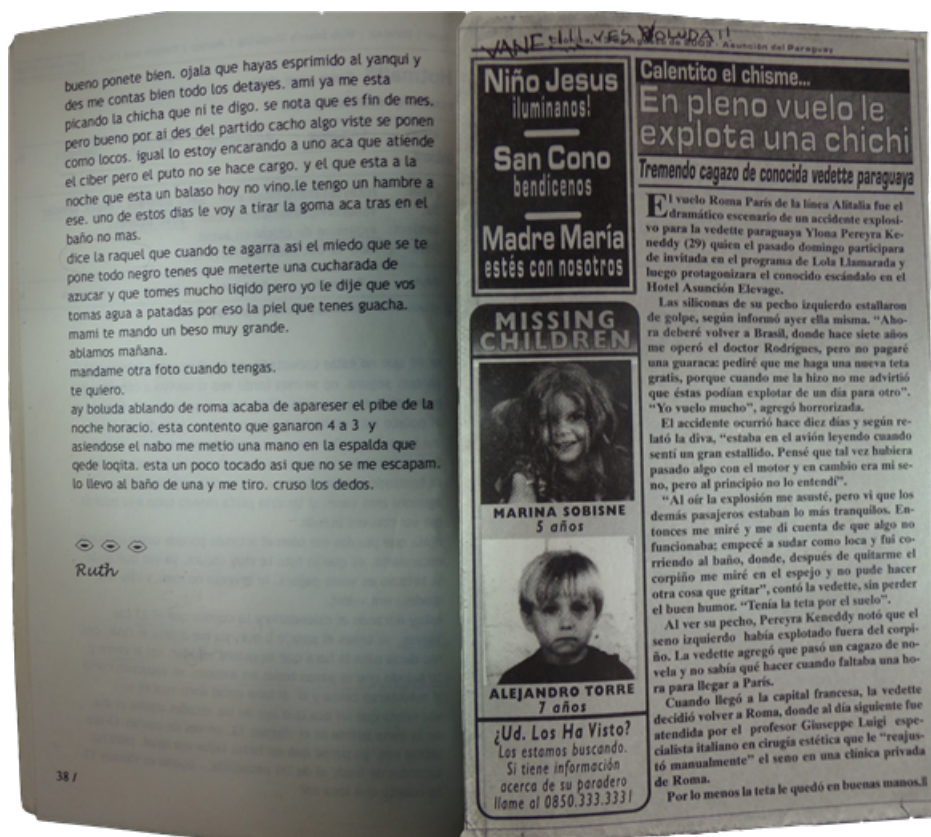 bueno ponete bien. ojala que hayas esprimido al yanqui y
des me contas bien todo los detayes. ami ya me esta
picando la chicha que ni te digo. se nota que es fin de mes.
pero bueno por ai des del partido cacho algo viste se ponen
como locos. igual lo estoy encarando a uno aca que atiende
el ciber pero el puto no se hace cargo. y el que esta a la
noche que esta un balaso hoy no vino.le tengo un hambre a
ese. uno de estos dias le voy a tirar la goma aca tras en el
baño no mas.
dice la raquel que cuando te agarra asi el miedo que se te
pone todo negro tenes que meterte una cucharada de
azucar y que tomes mucho liqido pero yo le dije que vos
tomas agua a patadas por eso la piel que tenes guacha.
mami te mando un beso muy grande.
ablamos mañana.
mandame otra foto cuando tengas.
te quiero.
ay boluda ablando de roma acaba de apareser el pibe de la
noche horacio. esta contento que ganaron 4 a 3 y
asiendose el nabo me metio una mano en la espalda que
qede loqita. esta un poco tocado asi que no se me escapam.
lo llevo al baño de una y me tiro. cruso los dedos.
Ruth
38 /
VANE!!!! VES BOLUDA!!
de 2003 - Asunción del Paraguay
Niño Jesus
iluminanos!
San Cono
bendicenos
Madre María
estés con nosotros
MISSING
CHILDREN
MARINA SOBISNE
5 años
ALEJANDRO TORRE
7 años
¿Ud. Los Ha Visto?
Los estamos buscando.
Si tiene información
acerca de su paradero
llame al 0850.333.3331
Calentito el chisme...
En pleno vuelo le
explota una chichi
Tremendo cagazo de conocida vedette paraguaya
El vuelo Roma París de la línea Alitalia fue el
dramático escenario de un accidente explosi-
vo para la vedette paraguaya Ylona Pereyra Ke-
neddy (29) quien el pasado domingo participara
de invitada en el programa de Lola Llamarada y
luego protagonizara el conocido escándalo en el
Hotel Asunción Elevage.
Las siliconas de su pecho izquierdo estallaron
de golpe, según informó ayer ella misma. "Aho-
ra deberé volver a Brasil, donde hace siete años
me operó el doctor Rodrigues, pero no pagaré
una guaraca: pediré que me haga una nueva teta
gratis, porque cuando me la hizo no me advirtió
que éstas podían explotar de un día para otro".
"Yo vuelo mucho", agregó horrorizada.
El accidente ocurrió hace diez días y según re-
lató la diva, "estaba en el avión leyendo cuando
sentí un gran estallido. Pensé que tal vez hubiera
pasado algo con el motor y en cambio era mi se-
no, pero al principio no lo entendí".
"Al oír la explosión me asusté, pero vi que los
demás pasajeros estaban lo más tranquilos. En-
tonces me miré y me di cuenta de que algo no
funcionaba; empecé a sudar como loca y fui co-
rriendo al baño, donde, después de quitarme el
corpiño me miré en el espejo y no pude hacer
otra cosa que gritar", contó la vedette, sin perder
el buen humor. "Tenía la teta por el suelo".
Al ver su pecho, Pereyra Keneddy notó que el
seno izquierdo había explotado fuera del corpi-
ño. La vedette agregó que pasó un cagazo de no-
vela y no sabía qué hacer cuando faltaba una ho-
ra para llegar a París.
Cuando llegó a la capital francesa, la vedette
decidió volver a Roma, donde al día siguiente fue
atendida por el profesor Giuseppe Luigi espe-
cialista italiano en cirugía estética que le "reajus-
tó manualmente" el seno en una clínica privada
de Roma.
Por lo menos la teta le quedó en buenas manos.